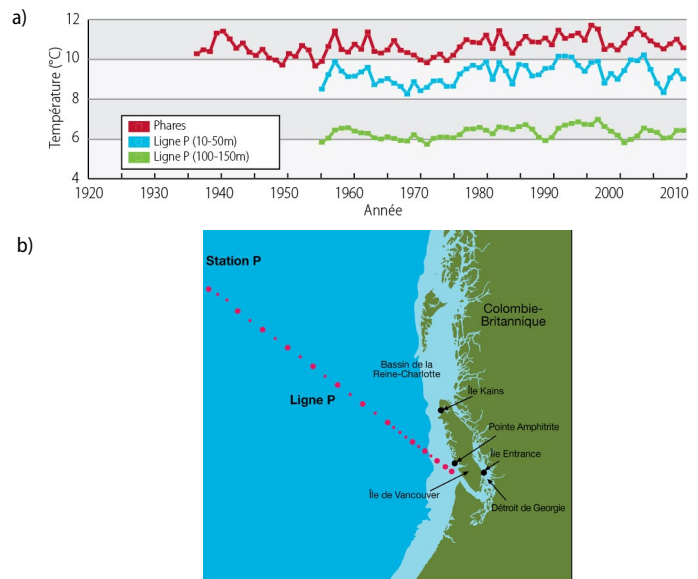 a)
12
10
8
6
4
Température (°C)
Phares
Ligne P (10-50m)
Ligne P (100-150m)
1920
1930
1940
1950
1960
1970
1980
1990
2000
2010
Année
b)
Station P
Ligne P
Colombie-
Britannique
Bassin de la
Reine-Charlotte
Île Kains
Pointe Amphitrite
Île Entrance
Île de Vancouver
Détroit de Georgie